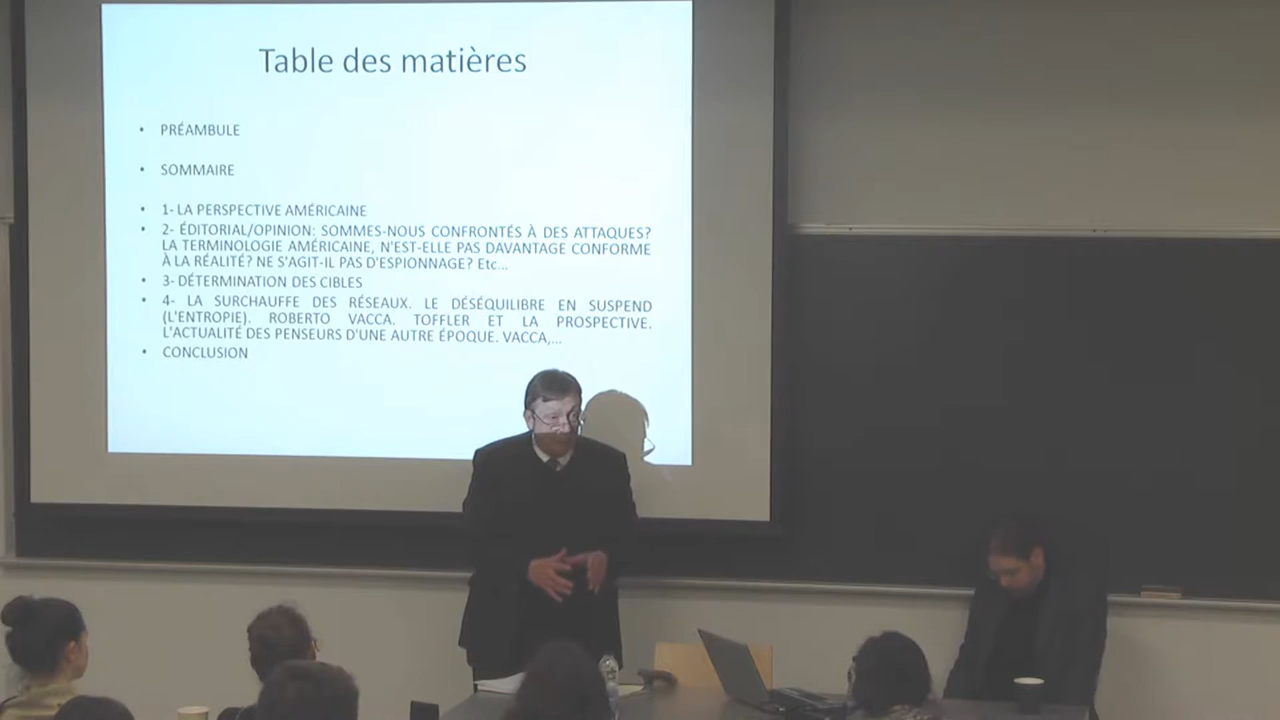 Table des matières
• PRÉAMBULE
• SOMMAIRE
• 1- LA PERSPECTIVE AMÉRICAINE
• 2- ÉDITORIAL/OPINION: SOMMES-NOUS CONFRONTÉS À DES ATTAQUES?
LA TERMINOLOGIE AMÉRICAINE, N'EST-ELLE PAS DAVANTAGE CONFORME
À LA RÉALITÉ? NE S'AGIT-IL PAS D'ESPIONNAGE? Etc...
• 3- DÉTERMINATION DES CIBLES
• 4- LA SURCHAUFFE DES RÉSEAUX. LE DÉSÉQUILIBRE EN SUSPEND
(L'ENTROPIE). ROBERTO VACCA. TOFFLER ET LA PROSPECTIVE.
L'ACTUALITÉ DES PENSEURS D'UNE AUTRE ÉPOQUE. VACCA,...
• CONCLUSION